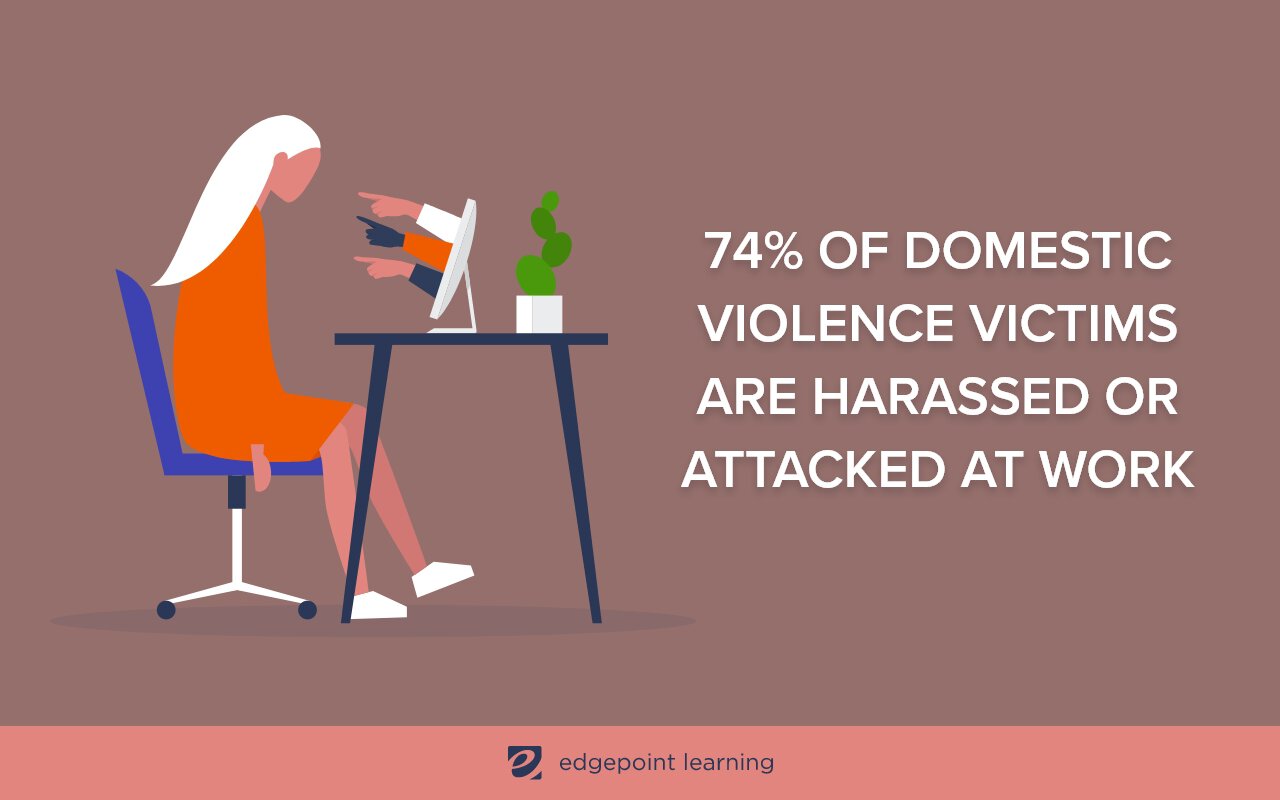 74% OF DOMESTIC
VIOLENCE VICTIMS
ARE HARASSED OR
ATTACKED AT WORK
edgepoint learning